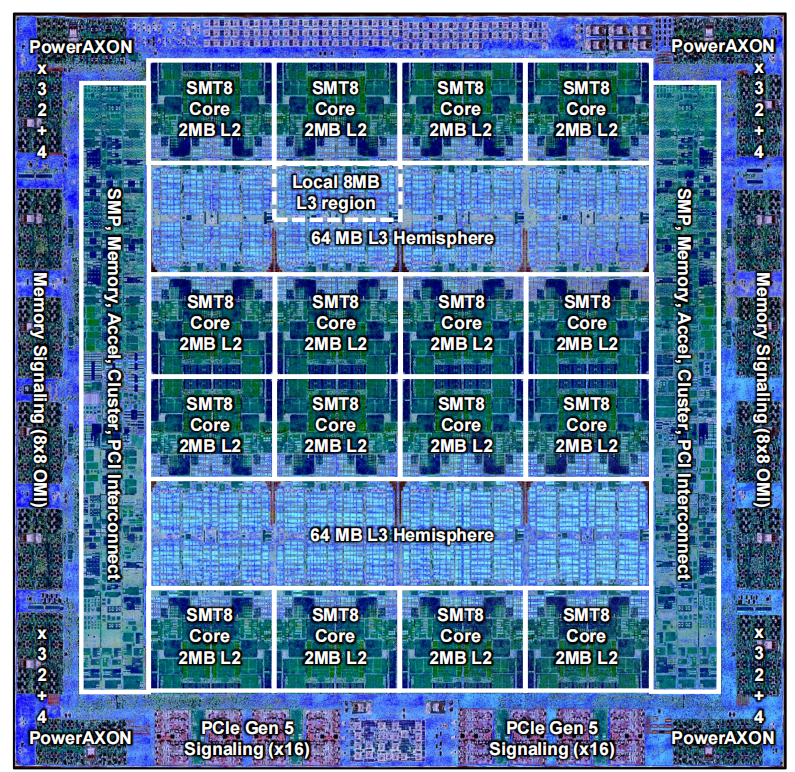 PowerAXON
PowerAXON
x
3
2
+
4
x
3
2
+
4
SMT8
Core
2MB L2
SMT8
Core
2MB L2
SMT8
Core
2MB L2
SMT8
Core
2MB L2
Local 8MB
L3 region
64 MB L3 Hemisphere
SMP, Memory, Accel, Cluster, PCI Interconnect
SMP, Memory, Accel, Cluster, PCI Interconnect
Memory Signaling (8x8 OMI)
Memory Signaling (8x8 OMI)
SMT8
Core
2MB L2
SMT8
Core
2MB L2
SMT8
Core
2MB L2
SMT8
Core
2MB L2
SMT8
Core
2MB L2
SMT8
Core
2MB L2
SMT8
Core
2MB L2
SMT8
Core
2MB L2
64 MB L3 Hemisphere
SMT8
Core
2MB L2
SMT8
Core
2MB L2
SMT8
Core
2MB L2
SMT8
Core
2MB L2
x
3
2
+
4
x
3
2
+
4
PowerAXON
PCIe Gen 5
Signaling (x16)
PCIe Gen 5
Signaling (x16)
PowerAXON